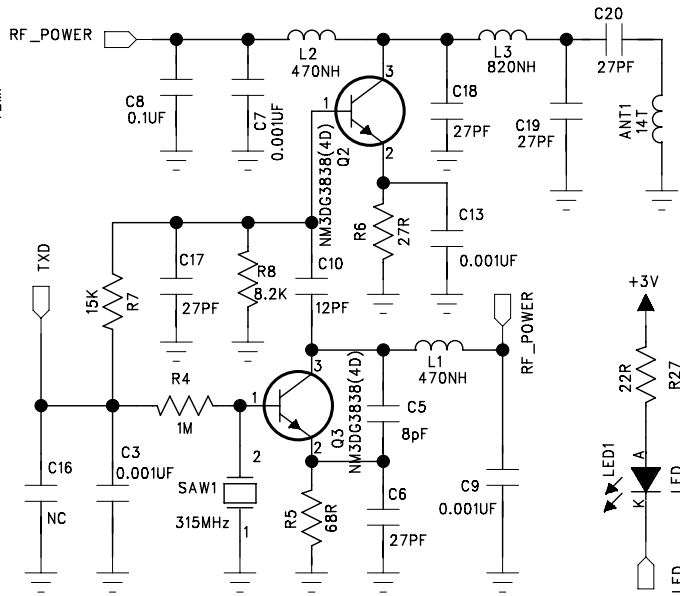 RF_POWER
C8
0.1UF
C7
0.001UF
L2
470NH
3
1
2
NM3DG3838(4D)
Q2
C18
27PF
L3
820NH
C19
27PF
C20
27PF
ANT1
14T
R6
27R
C13
0.001UF
TXD
15K
R7
C17
27PF
R8
8.2K
C10
12PF
RF_POWER
L1
470NH
R4
1M
3
1
2
Q3
NM3DG3838(4D)
C5
8pF
C16
NC
C3
0.001UF
SAW1
315MHz
2
1
R5
68R
C6
27PF
C9
0.001UF
+3V
22R
R27
LED1
A
K
LED
LED